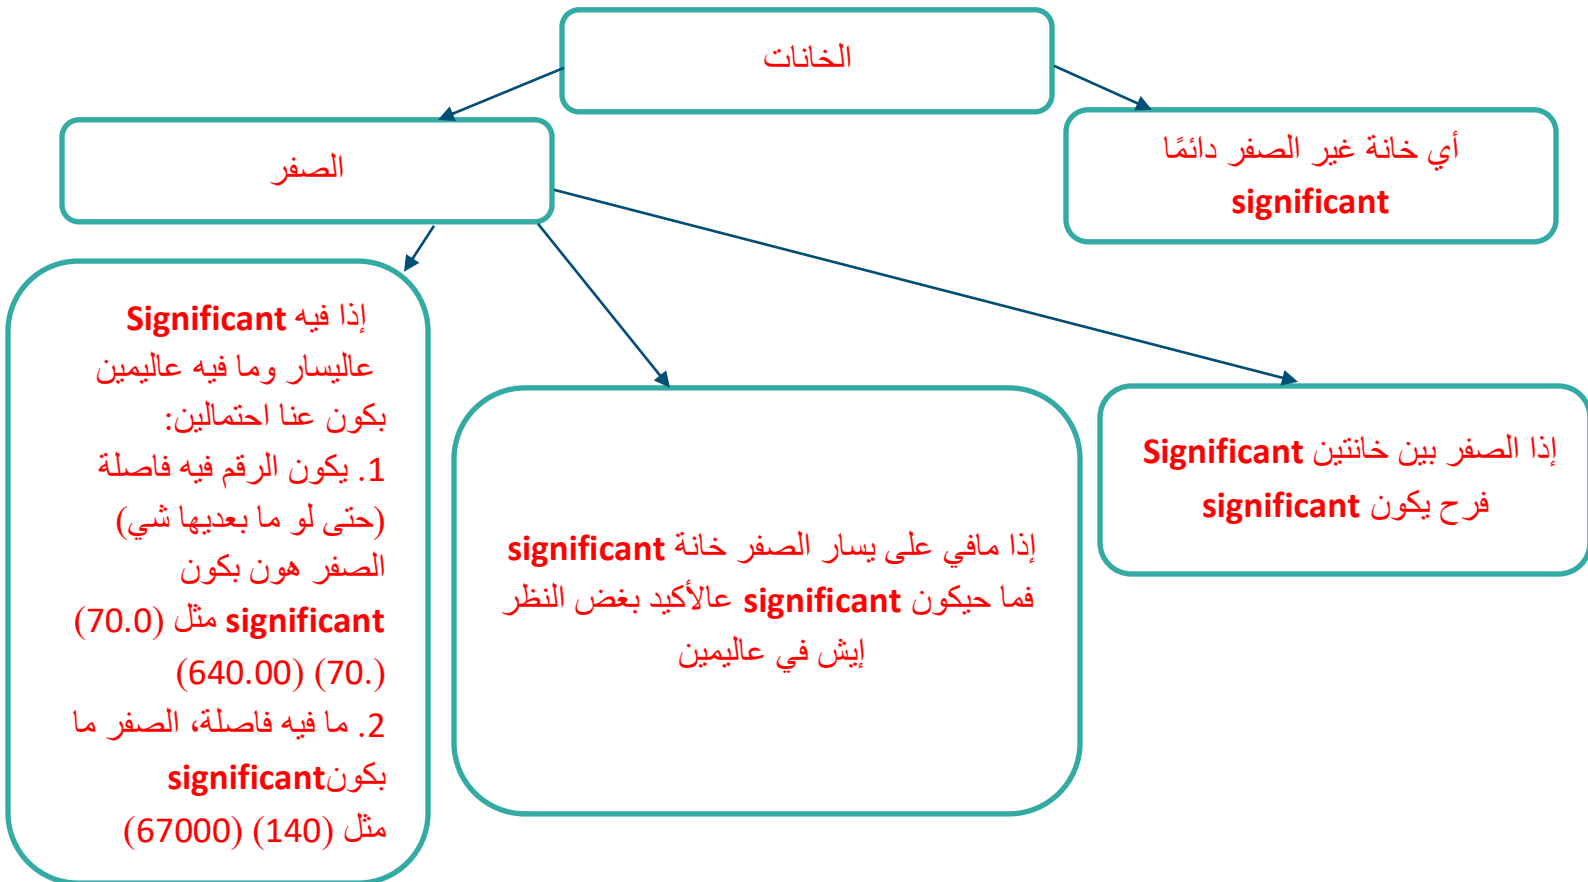 الخانات
أي خانة غير الصفر دائمًا
significant
الصفر
إذا الصفر بين خانتين Significant
فرح يكون significant
إذا مافي على يسار الصفر خانة significant
فما حيكون significant عالأكيد بغض النظر
إيش في عاليمين
إذا فيه Significant
عاليسار وما فيه عاليمين
بكون عنا احتمالين:
1. يكون الرقم فيه فاصلة
(حتى لو ما بعديها شي)
الصفر هون بكون
significant مثل (70.0)
(70.) (640.00)
2. ما فيه فاصلة، الصفر ما
بكونsignificant
مثل (140) (67000)